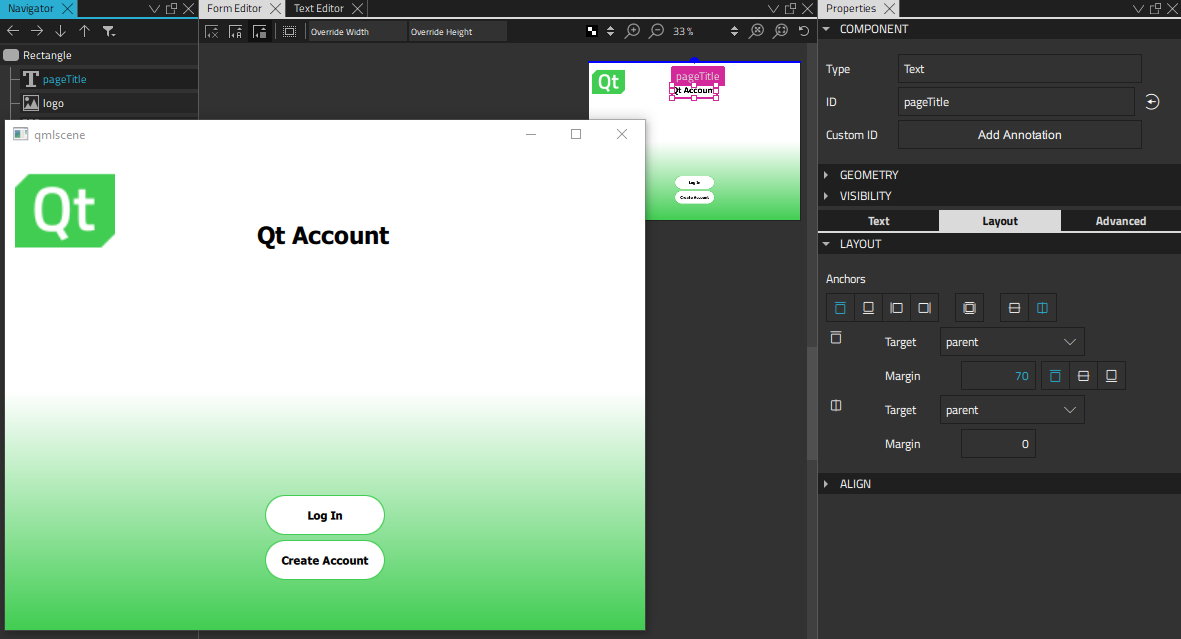 Navigator
Form Editor
Text Editor
Properties
Override Width
Override Height
33 %
COMPONENT
Rectangle
pageTitle
logo
Type
Text
ID
pageTitle
Custom ID
Add Annotation
GEOMETRY
VISIBILITY
Text
Layout
Advanced
LAYOUT
Anchors
Target
parent
Margin
70
Target
parent
Margin
0
ALIGN
Qt
pageTitle
Qt Account
Log In
Create Account
qmlscene
Qt
Qt Account
Log In
Create Account